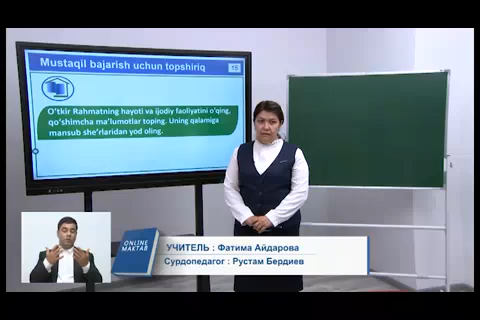 Mustaqil bajarish uchun topshiriq
15
O'tkir Rahmatning hayoti va ijodiy faoliyatini o'qing,
qo'shimcha ma'lumotlar toping. Uning qalamiga
mansub she'rlaridan yod oling.
ONLINE
MAKTAB
УЧИТЕЛЬ : Фатима Айдарова
Сурдопедагог : Рустам Бердиев